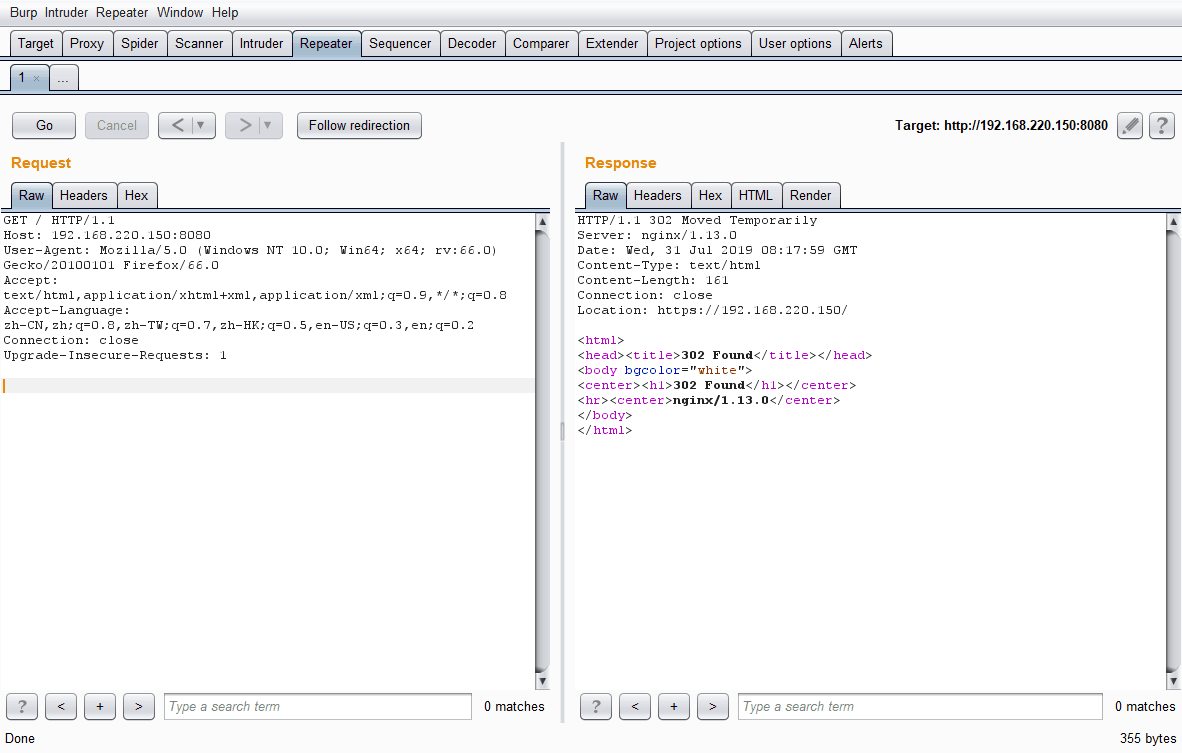 Burp Intruder Repeater Window Help
Target Proxy Spider Scanner Intruder Repeater Sequencer Decoder Comparer Extender Project options User options Alerts
1 × ...
Go Cancel < ▼ > ▼ Follow redirection Target: http://192.168.220.150:8080 ?
Request
Raw Headers Hex
GET / HTTP/1.1
Host: 192.168.220.150:8080
User-Agent: Mozilla/5.0 (Windows NT 10.0; Win64; x64; rv:66.0)
Gecko/20100101 Firefox/66.0
Accept:
text/html,application/xhtml+xml,application/xml;q=0.9,*/*;q=0.8
Accept-Language:
zh-CN,zh;q=0.8,zh-TW;q=0.7,zh-HK;q=0.5,en-US;q=0.3,en;q=0.2
Connection: close
Upgrade-Insecure-Requests: 1
? < + > Type a search term 0 matches
Response
Raw Headers Hex HTML Render
HTTP/1.1 302 Moved Temporarily
Server: nginx/1.13.0
Date: Wed, 31 Jul 2019 08:17:59 GMT
Content-Type: text/html
Content-Length: 161
Connection: close
Location: https://192.168.220.150/
<html>
<head><title>302 Found</title></head>
<body bgcolor="white">
<center><h1>302 Found</h1></center>
<hr><center>nginx/1.13.0</center>
</body>
</html>
? < + > Type a search term 0 matches
Done 355 bytes